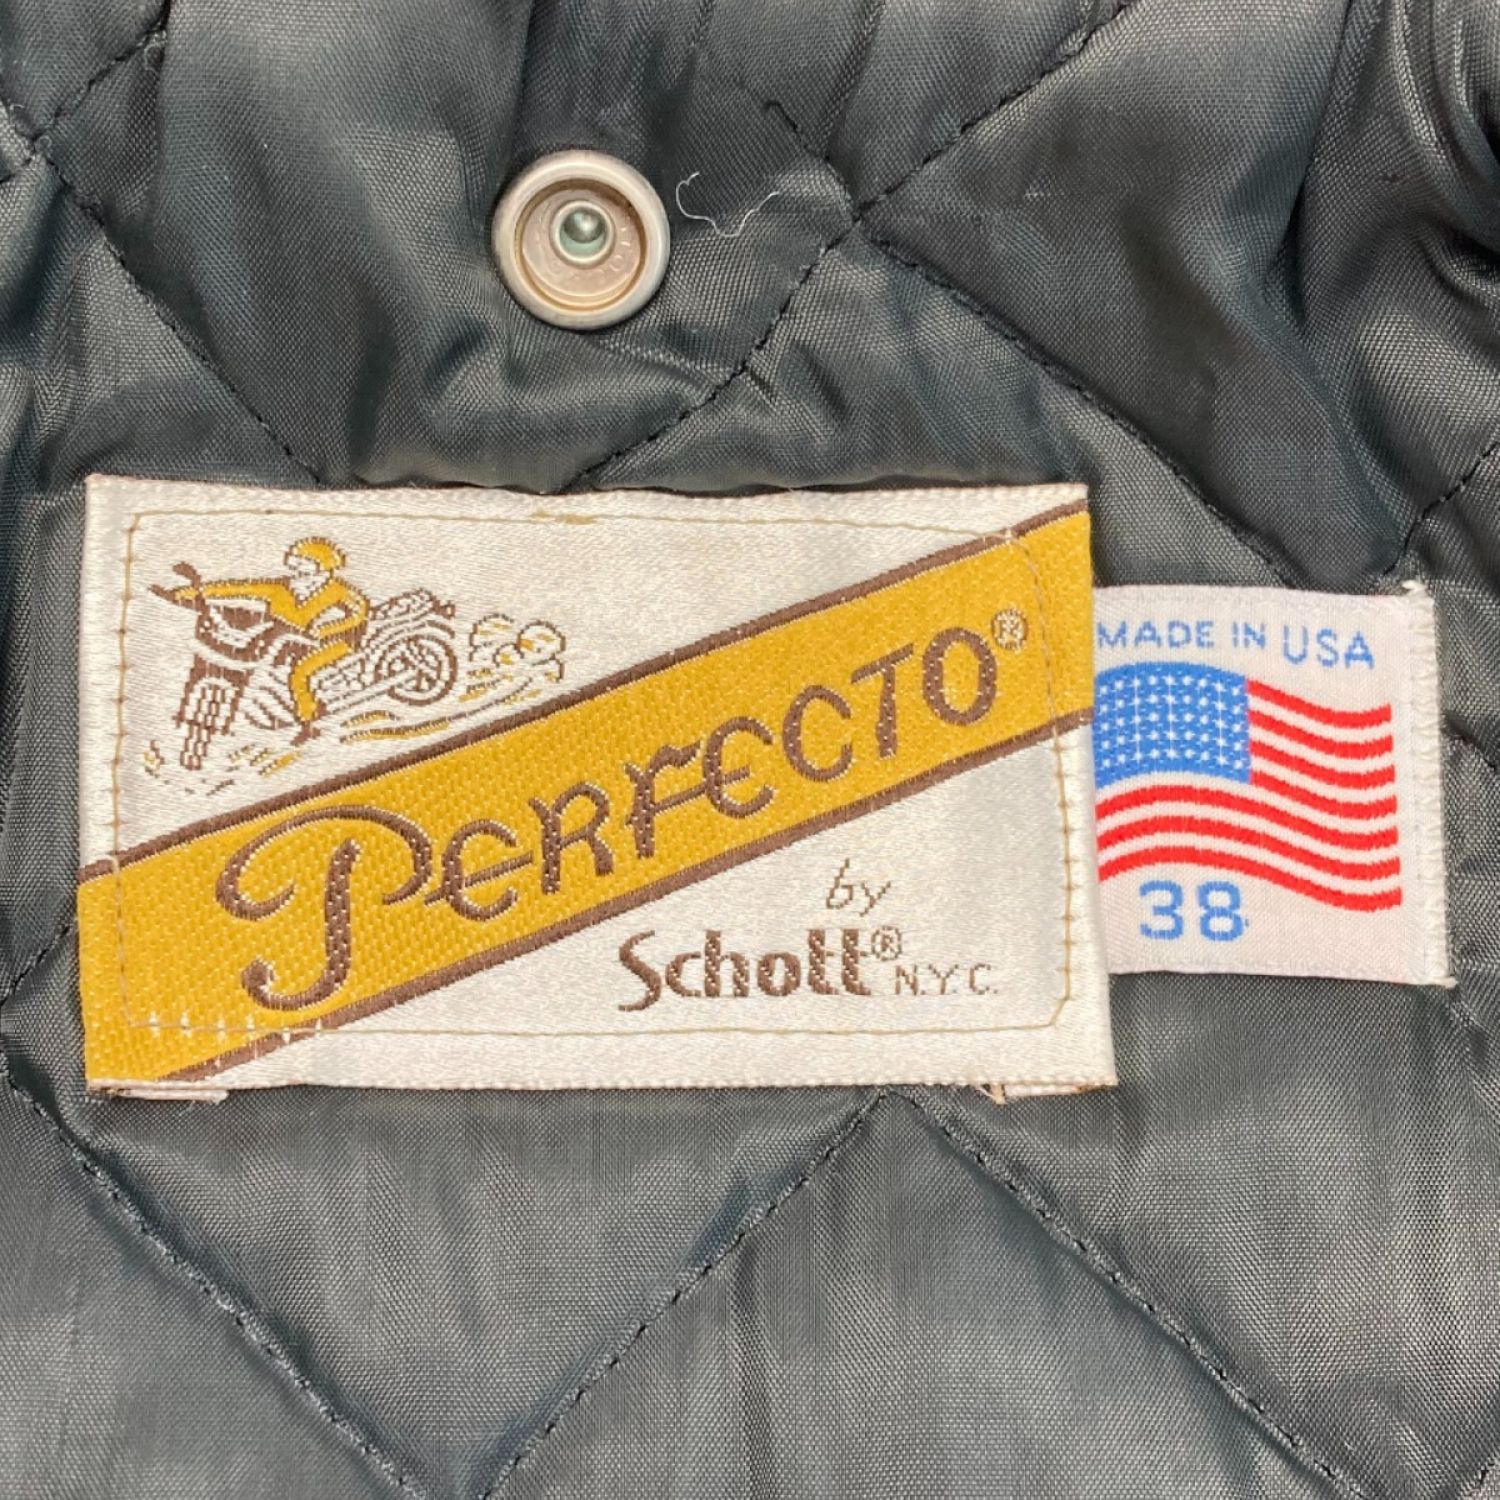 PERFECTO®
by
Schott® N.Y.C.
MADE IN USA
38